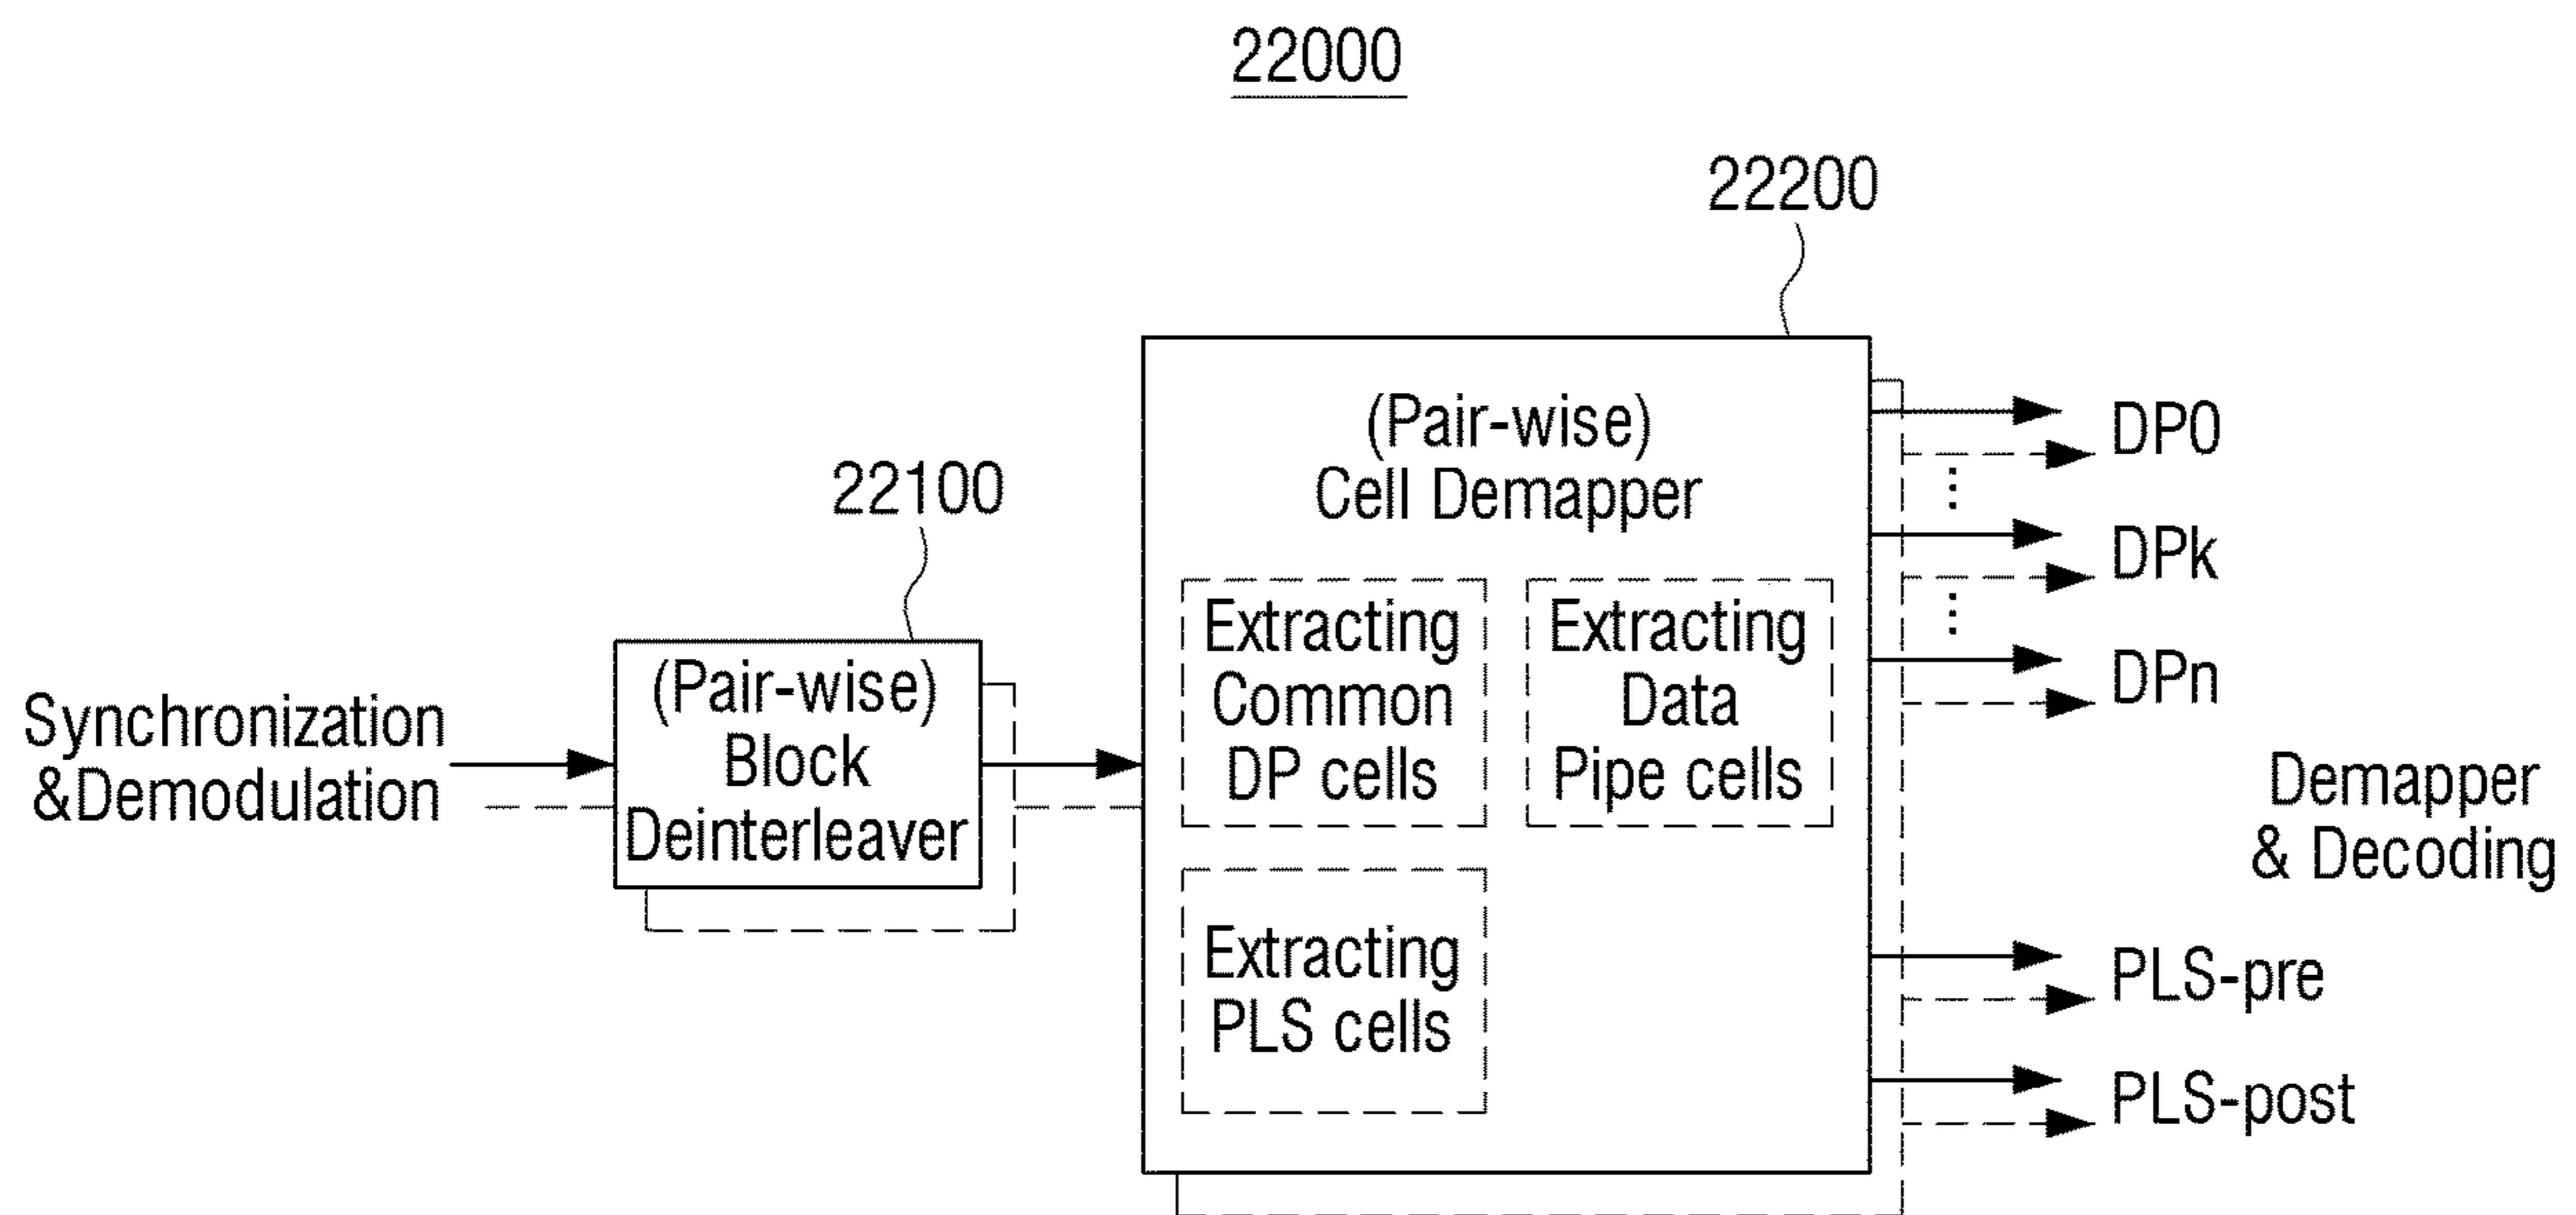 22000
22200
22100
Synchronization
&Demodulation
(Pair-wise)
Block
Deinterleaver
(Pair-wise)
Cell Demapper
Extracting
Common
DP cells
Extracting
Data
Pipe cells
Extracting
PLS cells
DP0
DPk
DPn
Demapper
& Decoding
PLS-pre
PLS-post